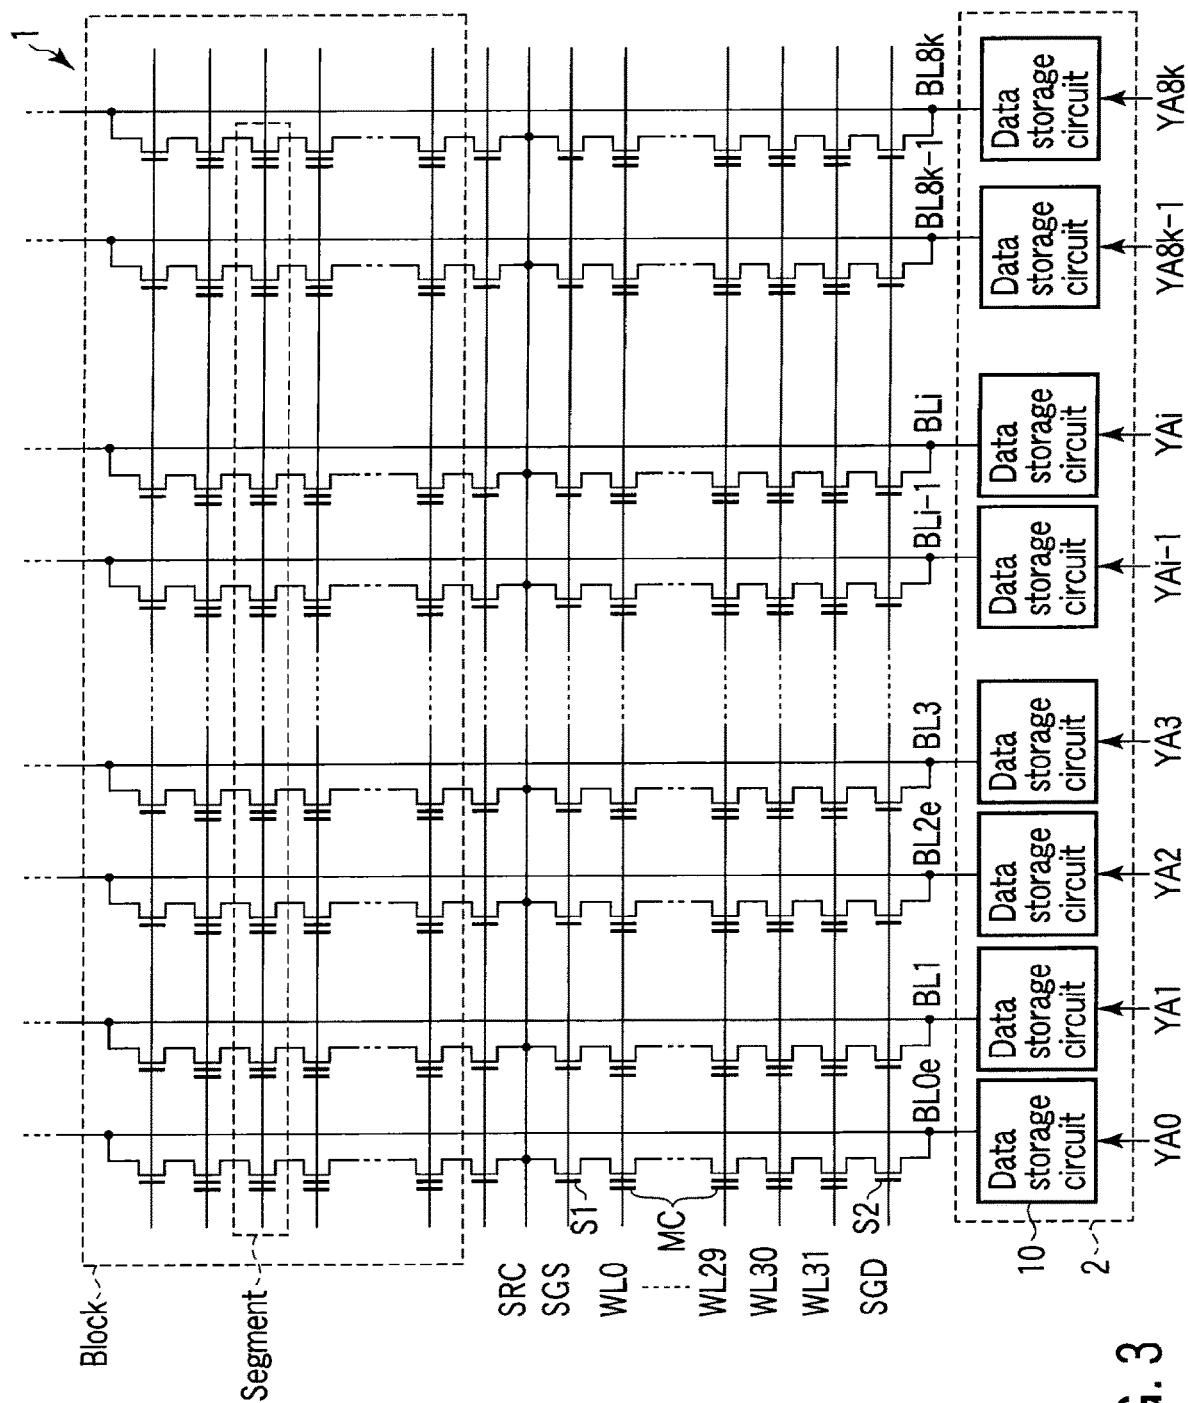 1
Block
Segment
SRC
SGS
S1
WL0
MC
WL29
WL30
WL31
S2
SGD
BL0e
BL1
BL2e
BL3
BLi-1
BLi
BL8k-1
BL8k
Data
storage
circuit
Data
storage
circuit
Data
storage
circuit
Data
storage
circuit
Data
storage
circuit
Data
storage
circuit
Data
storage
circuit
Data
storage
circuit
10
2
YA0
YA1
YA2
YA3
YAi-1
YAi
YA8k-1
YA8k
G. 3